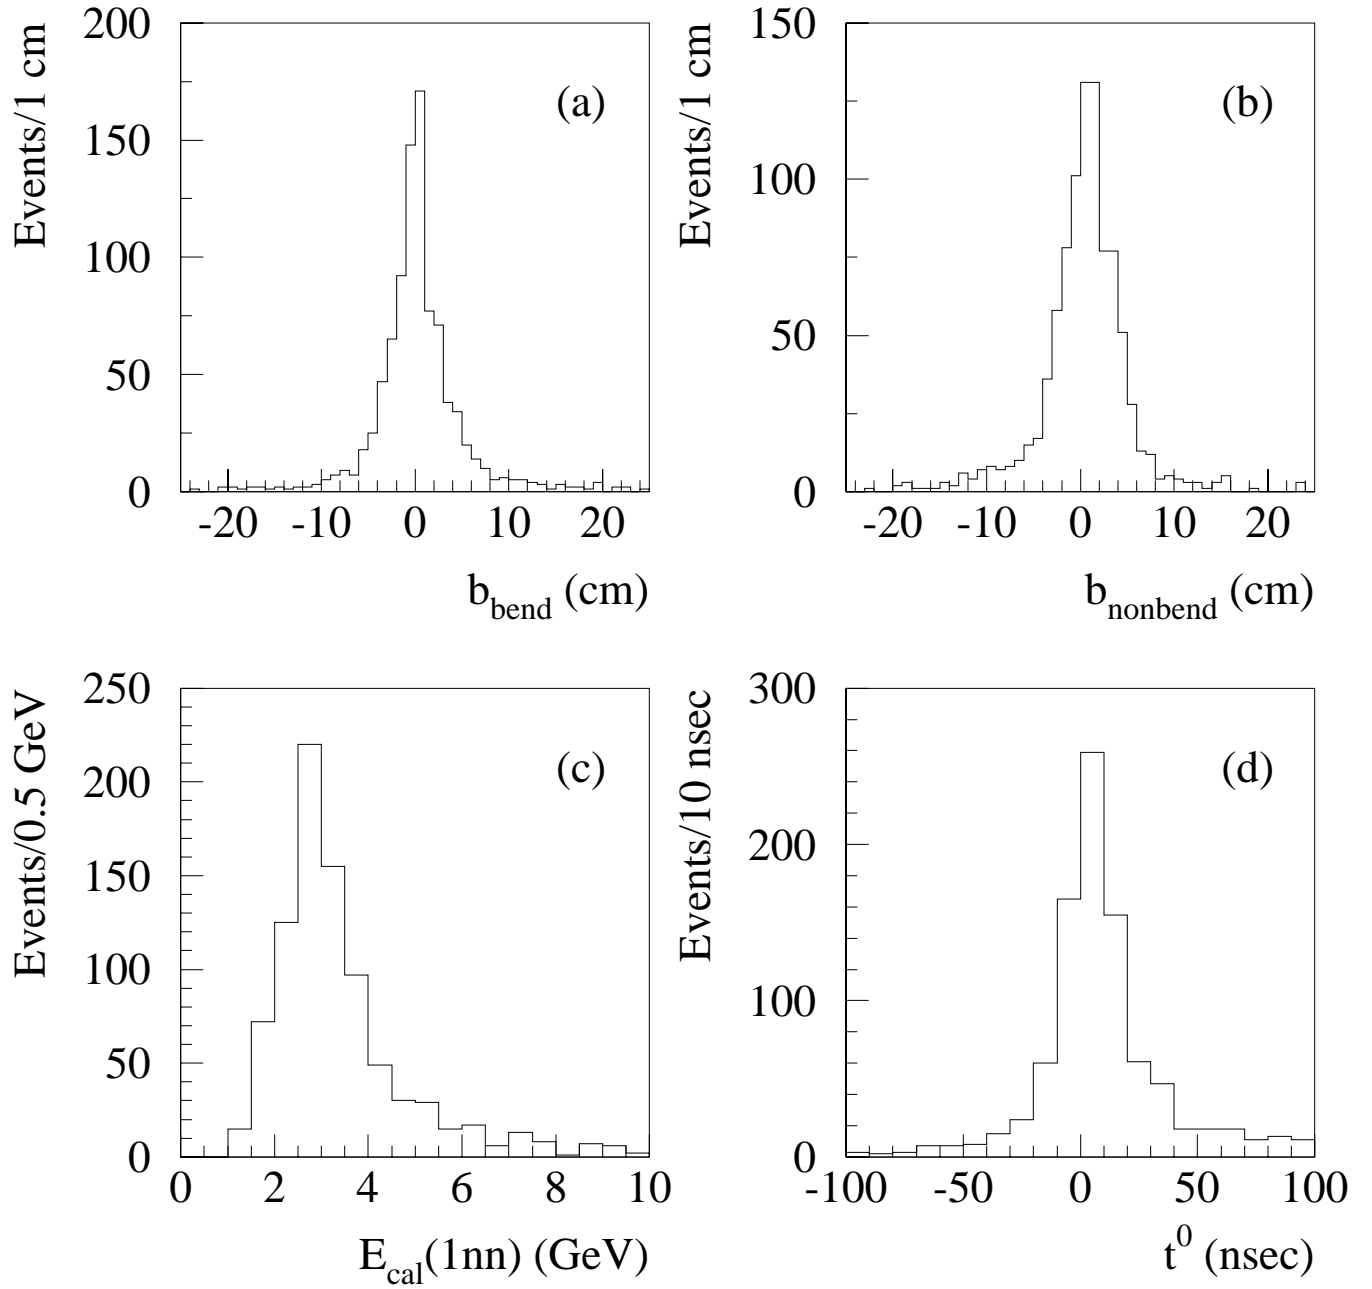 Events/1 cm
200
150
100
50
0
(a)
-20 -10 0 10 20
b_bend (cm)
Events/1 cm
150
100
50
0
(b)
-20 -10 0 10 20
b_nonbend (cm)
Events/0.5 GeV
250
200
150
100
50
0
(c)
0 2 4 6 8 10
E_cal(1nn) (GeV)
Events/10 nsec
300
200
100
0
(d)
-100 -50 0 50 100
t^0 (nsec)